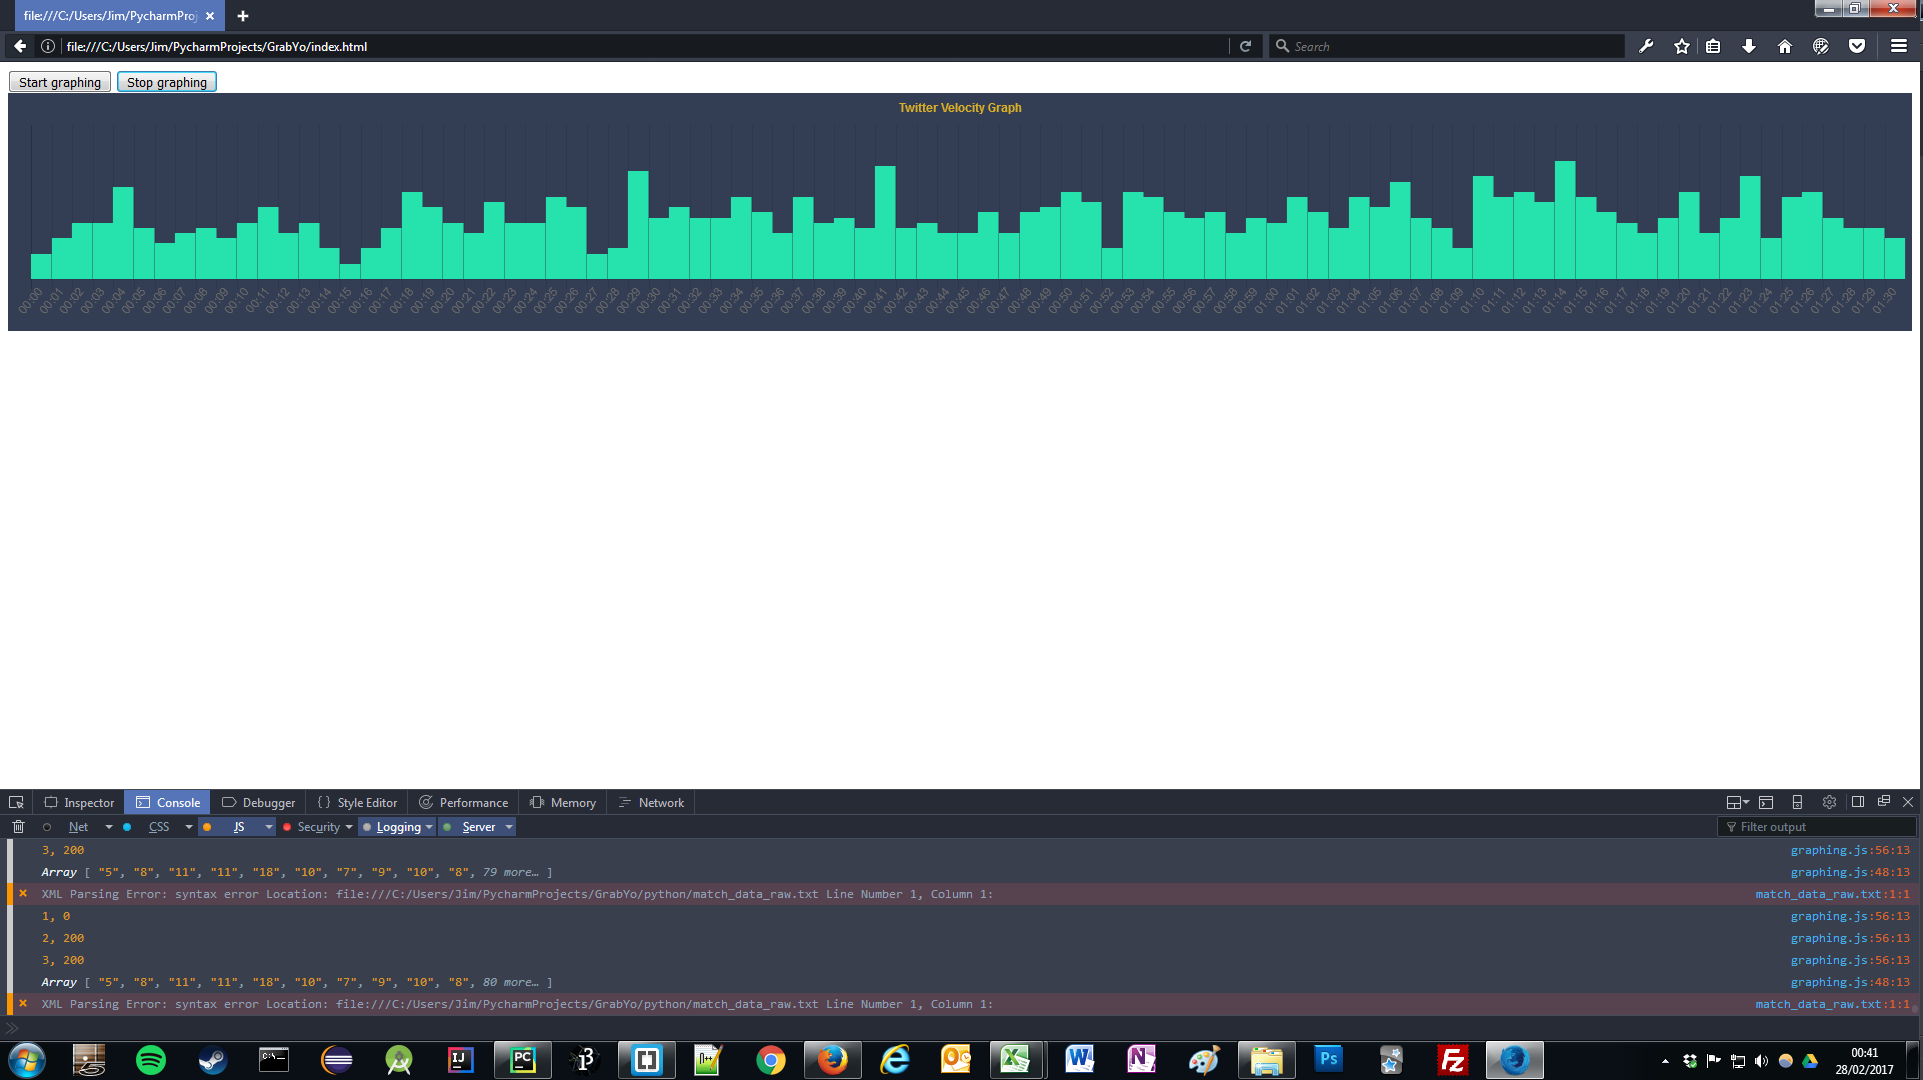 file:///C:/Users/Jim/PycharmProj
file:///C:/Users/Jim/PycharmProjects/GrabYo/index.html
Search
Start graphing Stop graphing
Twitter Velocity Graph
00:00 00:01 00:02 00:03 00:04 00:05 00:06 00:07 00:08 00:09 00:10 00:11 00:12 00:13 00:14 00:15 00:16 00:17 00:18 00:19 00:20 00:21 00:22 00:23 00:24 00:25 00:26 00:27 00:28 00:29 00:30 00:31 00:32 00:33 00:34 00:35 00:36 00:37 00:38 00:39 00:40 00:41 00:42 00:43 00:44 00:45 00:46 00:47 00:48 00:49 00:50 00:51 00:52 00:53 00:54 00:55 00:56 00:57 00:58 00:59 01:00 01:01 01:02 01:03 01:04 01:05 01:06 01:07 01:08 01:09 01:10 01:11 01:12 01:13 01:14 01:15 01:16 01:17 01:18 01:19 01:20 01:21 01:22 01:23 01:24 01:25 01:26 01:27 01:28 01:29 01:30
Inspector Console Debugger {} Style Editor Performance Memory Network
Net CSS JS Security Logging Server Filter output
3, 200 graphing.js:56:13
Array [ "5", "8", "11", "11", "18", "10", "7", "9", "10", "8", 79 more… ] graphing.js:48:13
XML Parsing Error: syntax error Location: file:///C:/Users/Jim/PycharmProjects/GrabYo/python/match_data_raw.txt Line Number 1, Column 1: match_data_raw.txt:1:1
1, 0 graphing.js:56:13
2, 200 graphing.js:56:13
3, 200 graphing.js:56:13
Array [ "5", "8", "11", "11", "18", "10", "7", "9", "10", "8", 80 more… ] graphing.js:48:13
XML Parsing Error: syntax error Location: file:///C:/Users/Jim/PycharmProjects/GrabYo/python/match_data_raw.txt Line Number 1, Column 1: match_data_raw.txt:1:1
00:41
28/02/2017